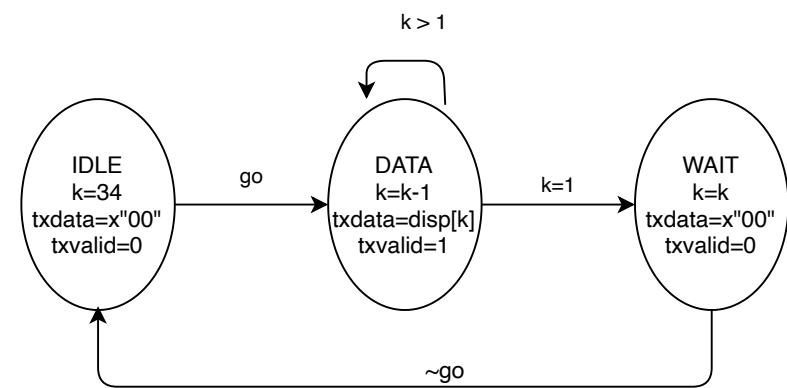 k > 1
IDLE
k=34
txdata=x"00"
txvalid=0
go
DATA
k=k-1
txdata=disp[k]
txvalid=1
k=1
WAIT
k=k
txdata=x"00"
txvalid=0
~go